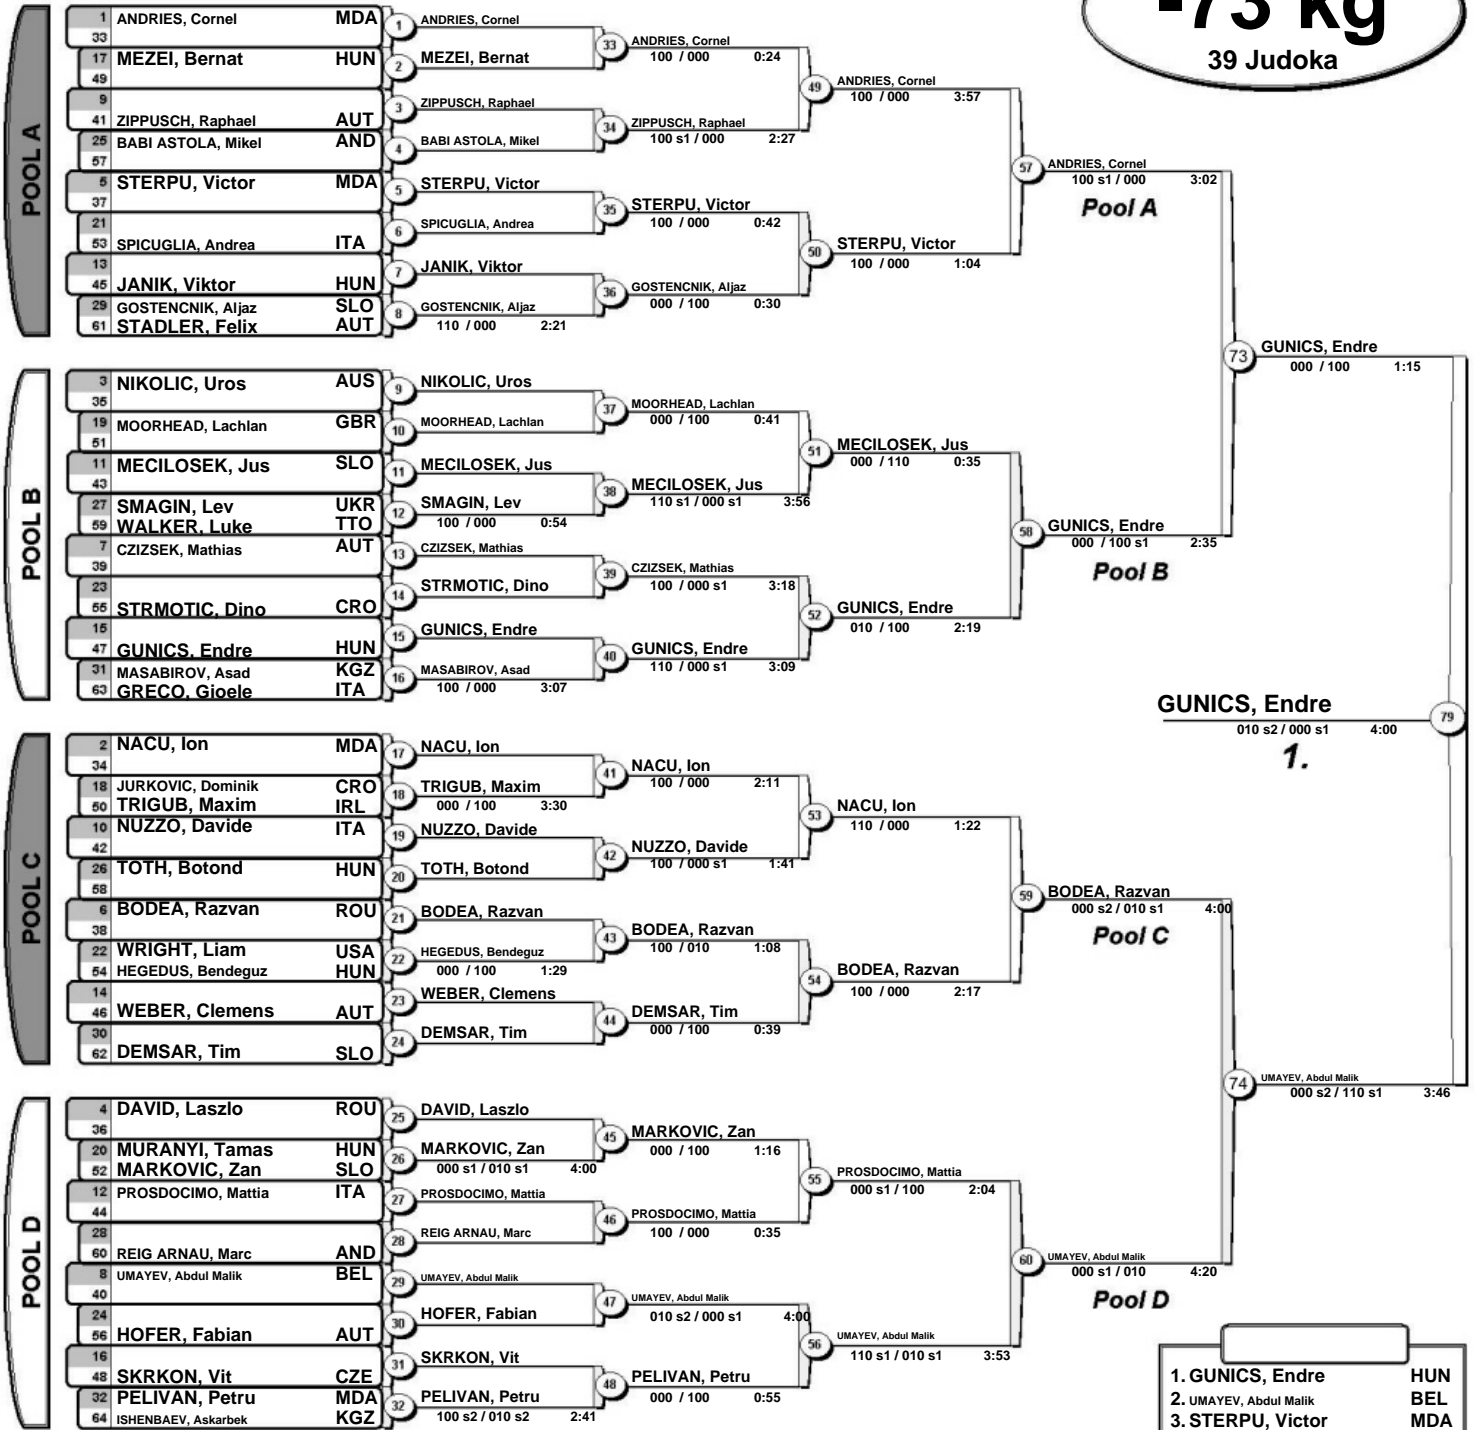 -73 kg
39 Judoka
POOL A
1 ANDRIES, Cornel MDA
33
17 MEZEI, Bernat HUN
49
9
41 ZIPPUSCH, Raphael AUT
25 BABI ASTOLA, Mikel AND
57
5 STERPU, Victor MDA
37
21
53 SPICUGLIA, Andrea ITA
13
45 JANIK, Viktor HUN
29 GOSTENCNIK, Aljaz SLO
61 STADLER, Felix AUT
1 ANDRIES, Cornel
2 MEZEI, Bernat
3 ZIPPUSCH, Raphael
4 BABI ASTOLA, Mikel
5 STERPU, Victor
6 SPICUGLIA, Andrea
7 JANIK, Viktor
8 GOSTENCNIK, Aljaz
110 / 000 2:21
33 ANDRIES, Cornel
100 / 000 0:24
34 ZIPPUSCH, Raphael
100 s1 / 000 2:27
35 STERPU, Victor
100 / 000 0:42
36 GOSTENCNIK, Aljaz
000 / 100 0:30
49 ANDRIES, Cornel
100 / 000 3:57
50 STERPU, Victor
100 / 000 1:04
57 ANDRIES, Cornel
100 s1 / 000 3:02
Pool A
POOL B
3 NIKOLIC, Uros AUS
35
19 MOORHEAD, Lachlan GBR
51
11 MECILOSEK, Jus SLO
43
27 SMAGIN, Lev UKR
59 WALKER, Luke TTO
7 CZIZSEK, Mathias AUT
39
23
55 STRMOTIC, Dino CRO
15
47 GUNICS, Endre HUN
31 MASABIROV, Asad KGZ
63 GRECO, Gioele ITA
9 NIKOLIC, Uros
10 MOORHEAD, Lachlan
11 MECILOSEK, Jus
12 SMAGIN, Lev
100 / 000 0:54
13 CZIZSEK, Mathias
14 STRMOTIC, Dino
15 GUNICS, Endre
16 MASABIROV, Asad
100 / 000 3:07
37 MOORHEAD, Lachlan
000 / 100 0:41
38 MECILOSEK, Jus
110 s1 / 000 s1 3:56
39 CZIZSEK, Mathias
100 / 000 s1 3:18
40 GUNICS, Endre
110 / 000 s1 3:09
51 MECILOSEK, Jus
000 / 110 0:35
52 GUNICS, Endre
010 / 100 2:19
58 GUNICS, Endre
000 / 100 s1 2:35
Pool B
73 GUNICS, Endre
000 / 100 1:15
GUNICS, Endre 79
010 s2 / 000 s1 4:00
1.
POOL C
2 NACU, Ion MDA
34
18 JURKOVIC, Dominik CRO
50 TRIGUB, Maxim IRL
10 NUZZO, Davide ITA
42
26 TOTH, Botond HUN
58
6 BODEA, Razvan ROU
38
22 WRIGHT, Liam USA
54 HEGEDUS, Bendeguz HUN
14
46 WEBER, Clemens AUT
30
62 DEMSAR, Tim SLO
17 NACU, Ion
18 TRIGUB, Maxim
000 / 100 3:30
19 NUZZO, Davide
20 TOTH, Botond
21 BODEA, Razvan
22 HEGEDUS, Bendeguz
000 / 100 1:29
23 WEBER, Clemens
24 DEMSAR, Tim
41 NACU, Ion
100 / 000 2:11
42 NUZZO, Davide
100 / 000 s1 1:41
43 BODEA, Razvan
100 / 010 1:08
44 DEMSAR, Tim
000 / 100 0:39
53 NACU, Ion
110 / 000 1:22
54 BODEA, Razvan
100 / 000 2:17
59 BODEA, Razvan
000 s2 / 010 s1 4:00
Pool C
POOL D
4 DAVID, Laszlo ROU
36
20 MURANYI, Tamas HUN
52 MARKOVIC, Zan SLO
12 PROSDOCIMO, Mattia ITA
44
28
60 REIG ARNAU, Marc AND
8 UMAYEV, Abdul Malik BEL
40
24
56 HOFER, Fabian AUT
16
48 SKRKON, Vit CZE
32 PELIVAN, Petru MDA
64 ISHENBAEV, Askarbek KGZ
25 DAVID, Laszlo
26 MARKOVIC, Zan
000 s1 / 010 s1 4:00
27 PROSDOCIMO, Mattia
28 REIG ARNAU, Marc
29 UMAYEV, Abdul Malik
30 HOFER, Fabian
31 SKRKON, Vit
32 PELIVAN, Petru
100 s2 / 010 s2 2:41
45 MARKOVIC, Zan
000 / 100 1:16
46 PROSDOCIMO, Mattia
100 / 000 0:35
47 UMAYEV, Abdul Malik
010 s2 / 000 s1 4:00
48 PELIVAN, Petru
000 / 100 0:55
55 PROSDOCIMO, Mattia
000 s1 / 100 2:04
56 UMAYEV, Abdul Malik
110 s1 / 010 s1 3:53
60 UMAYEV, Abdul Malik
000 s1 / 010 4:20
Pool D
74 UMAYEV, Abdul Malik
000 s2 / 110 s1 3:46
1. GUNICS, Endre HUN
2. UMAYEV, Abdul Malik BEL
3. STERPU, Victor MDA